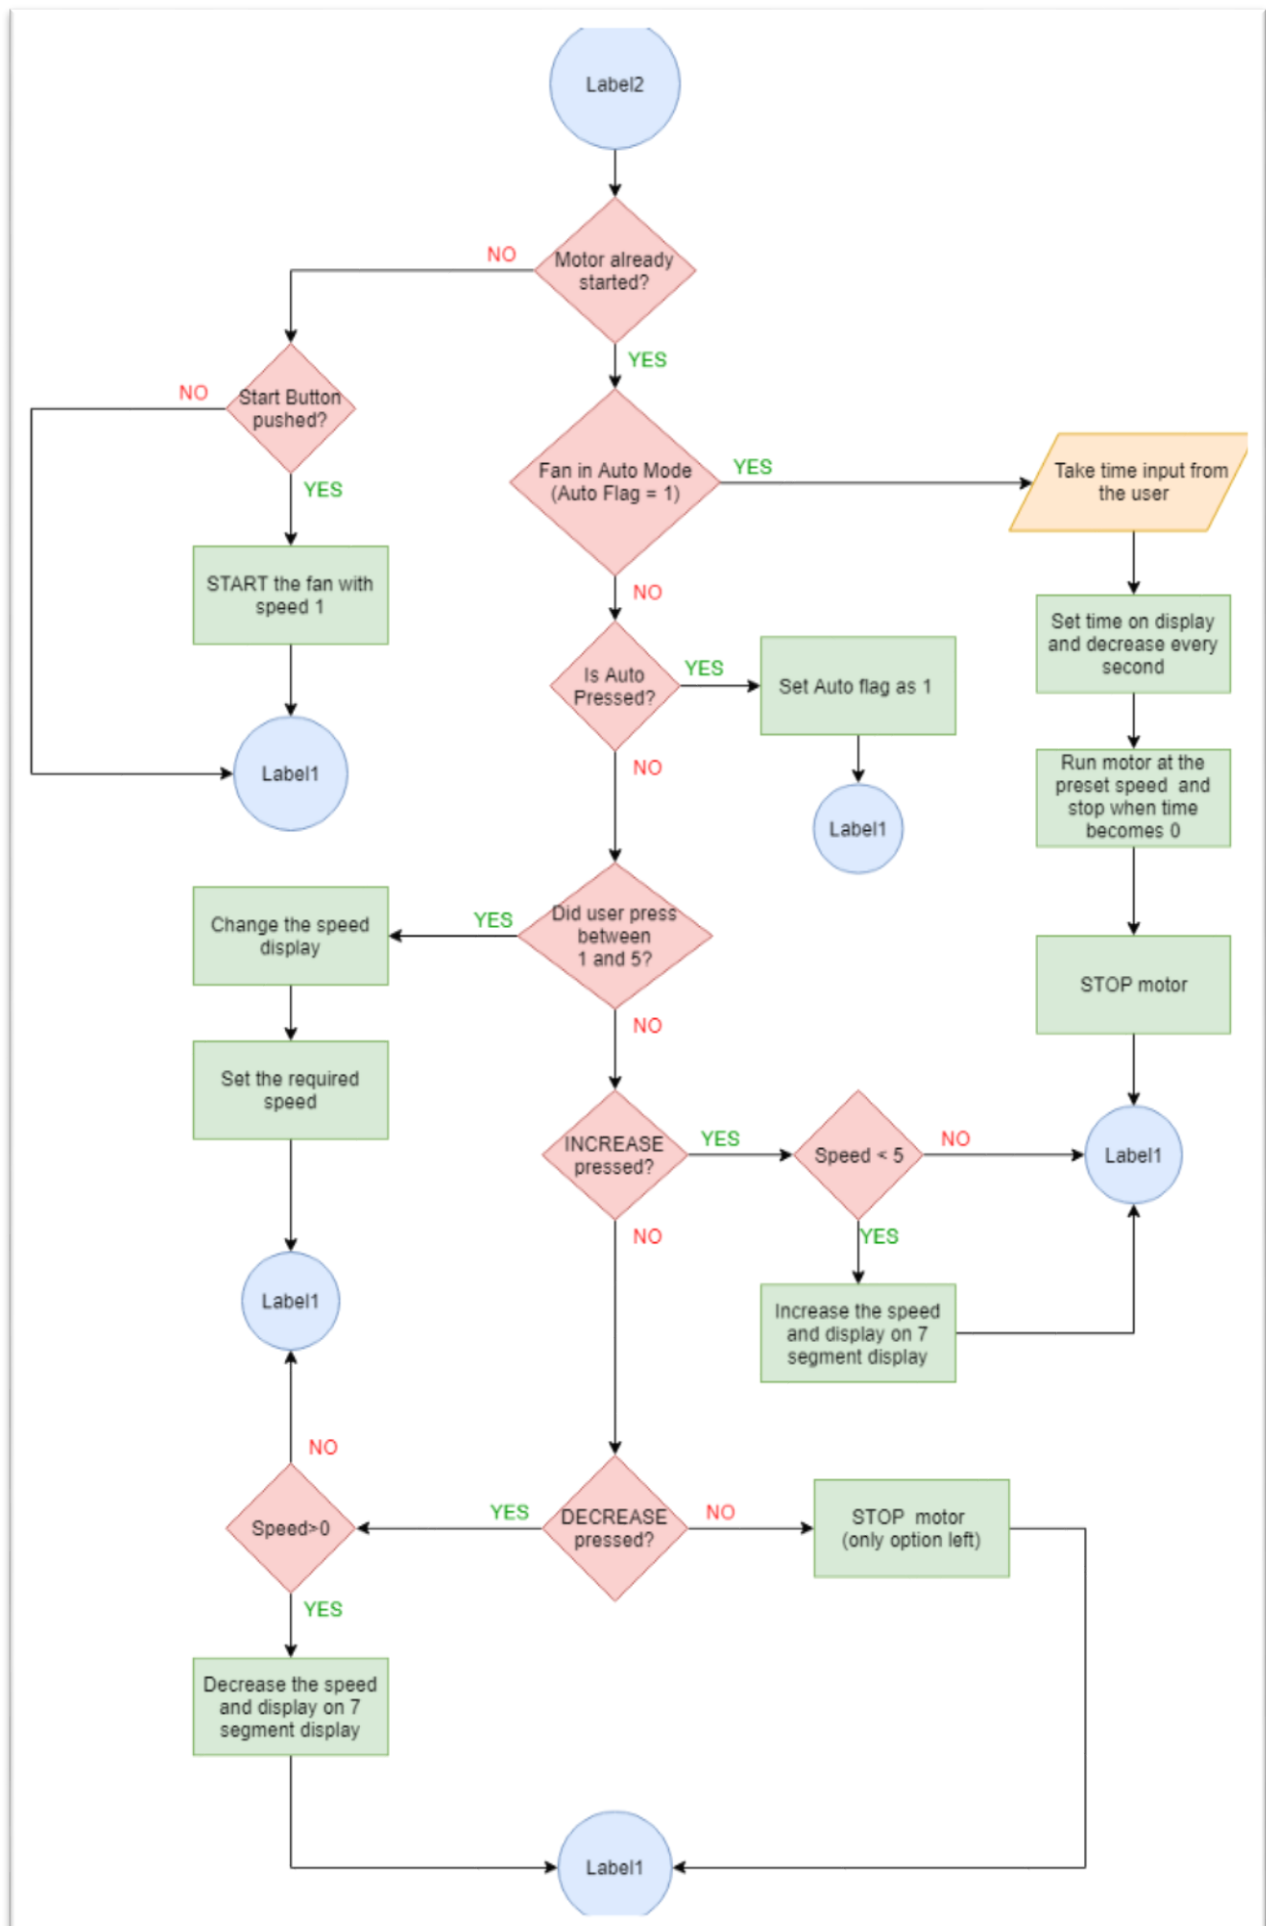 Label2
Motor already
started?
NO
YES
Start Button
pushed?
NO
YES
START the fan with
speed 1
Label1
Fan in Auto Mode
(Auto Flag = 1)
YES
NO
Take time input from
the user
Set time on display
and decrease every
second
Run motor at the
preset speed and
stop when time
becomes 0
STOP motor
Is Auto
Pressed?
YES
NO
Set Auto flag as 1
Label1
Did user press
between
1 and 5?
YES
NO
Change the speed
display
Set the required
speed
Label1
INCREASE
pressed?
YES
NO
Speed < 5
NO
YES
Label1
Increase the speed
and display on 7
segment display
DECREASE
pressed?
YES
NO
Speed>0
NO
YES
STOP motor
(only option left)
Decrease the speed
and display on 7
segment display
Label1